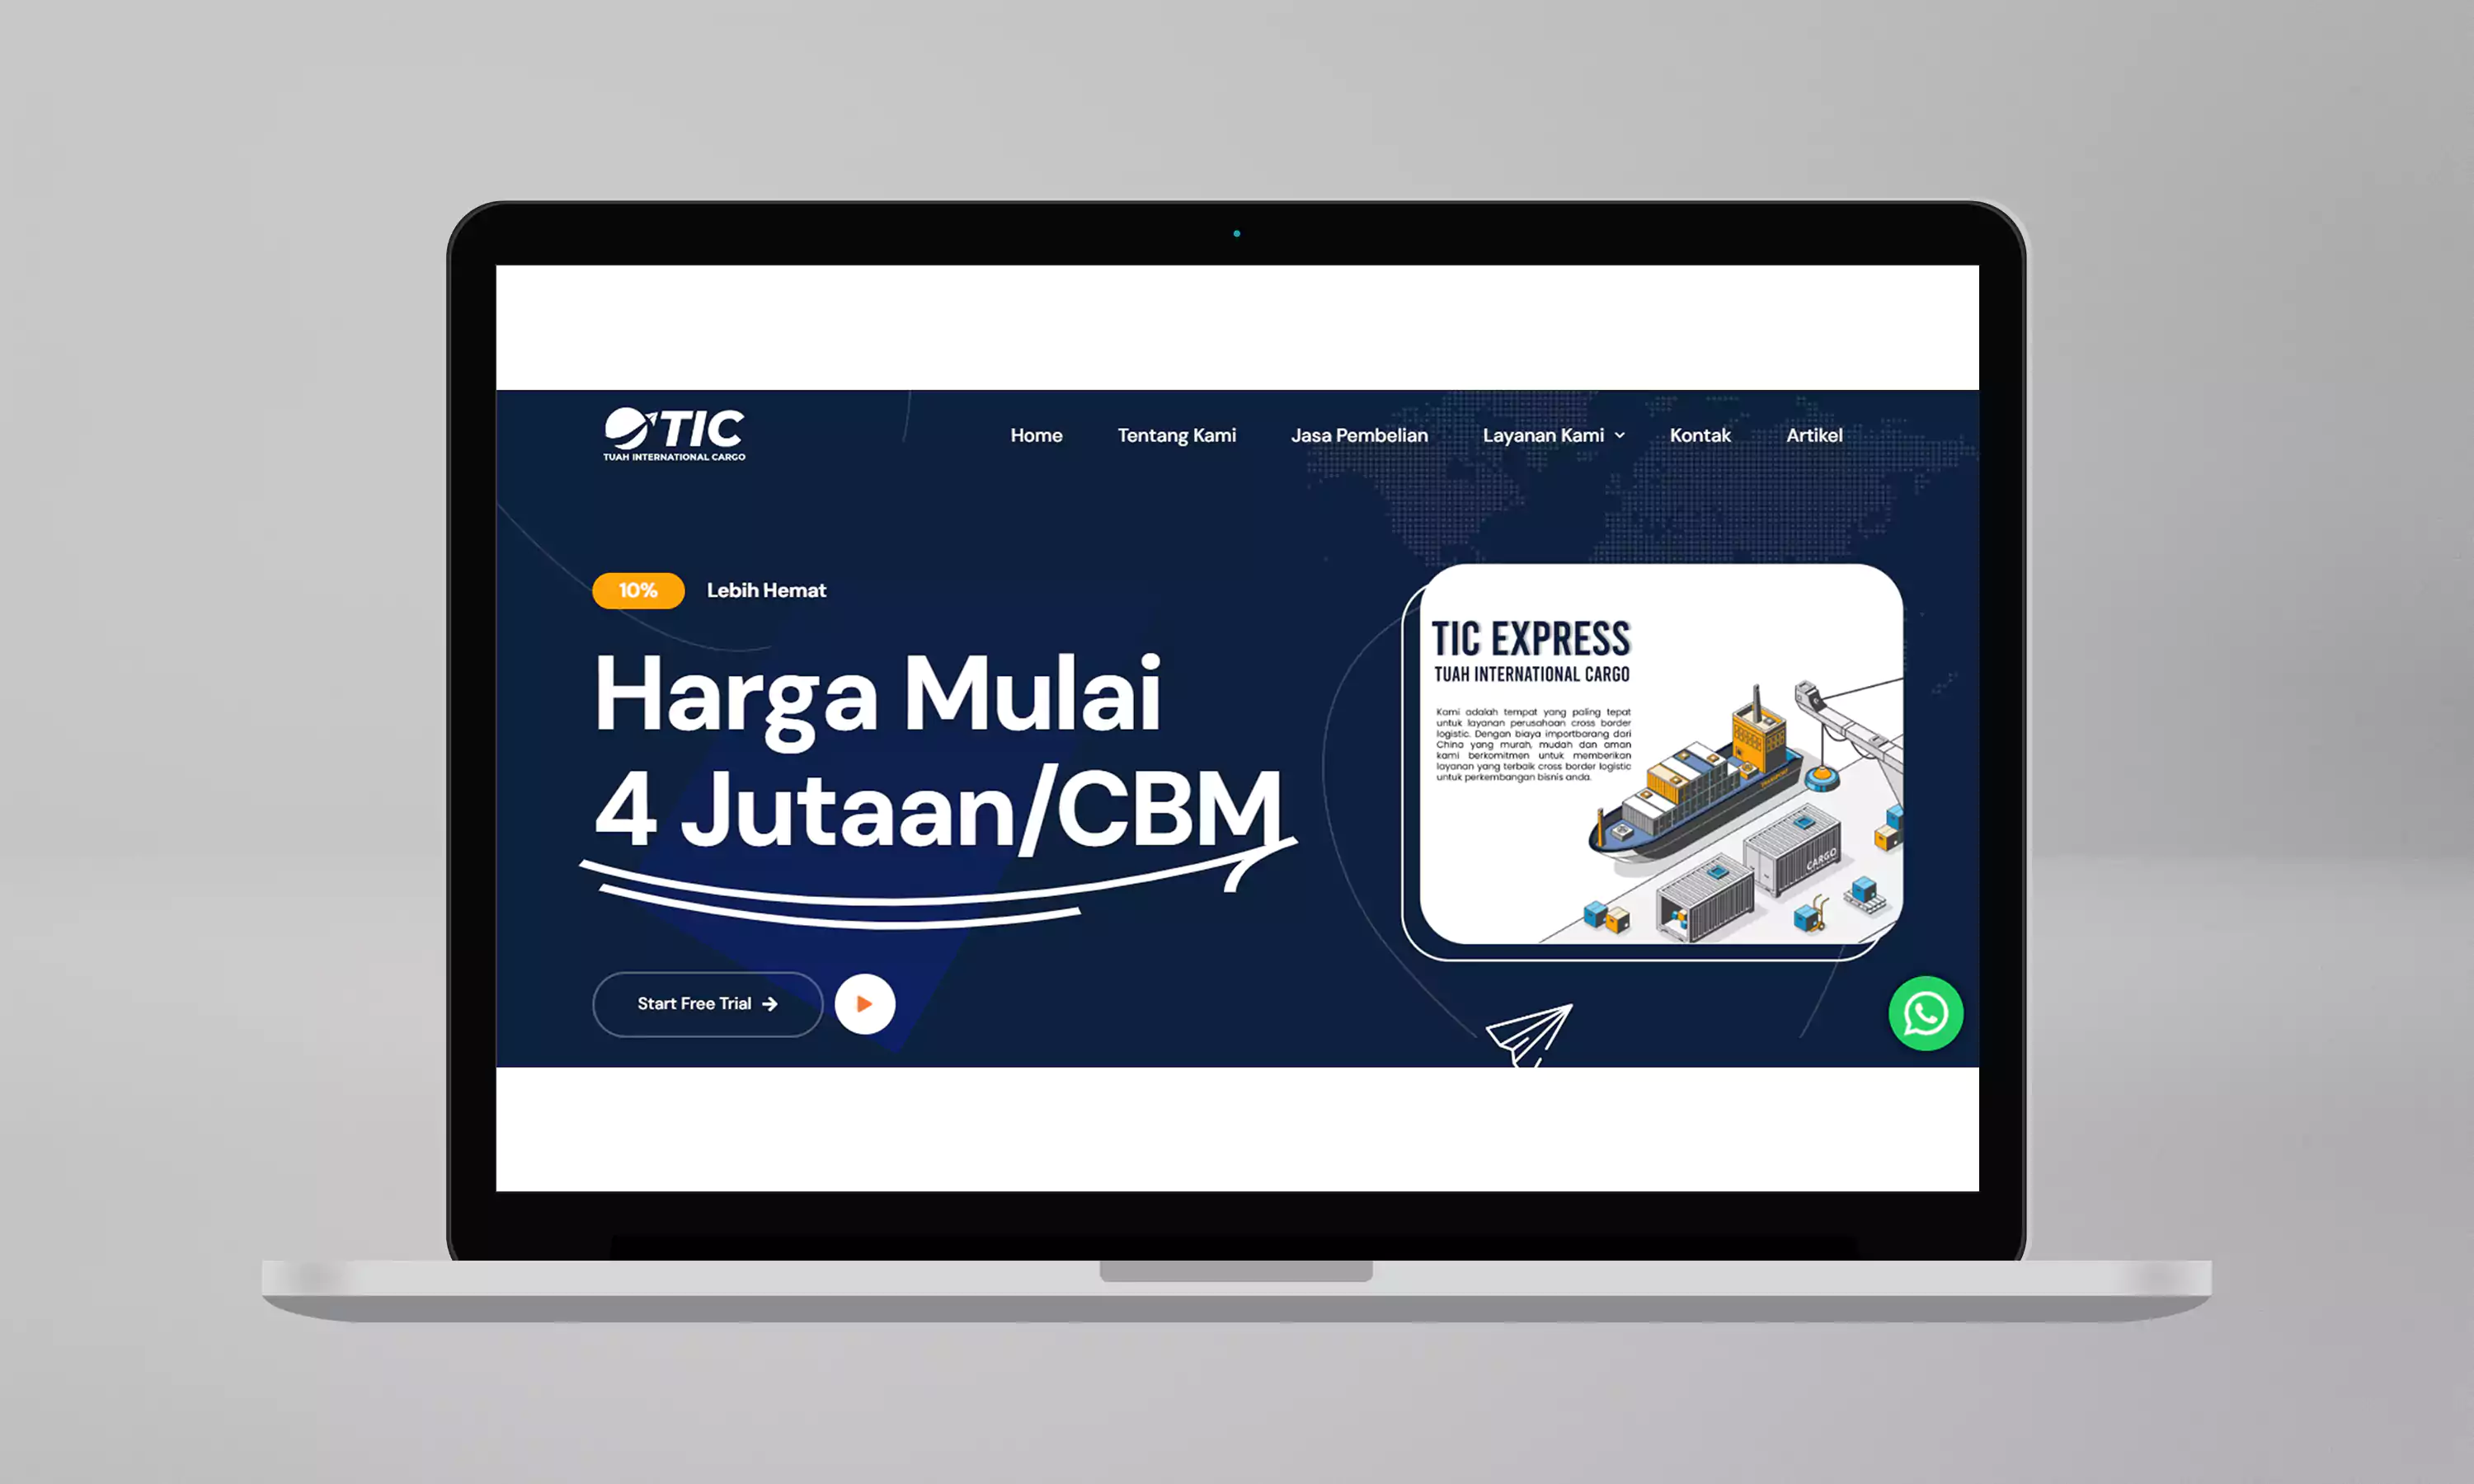 TIC
TUAH INTERNATIONAL CARGO
Home Tentang Kami Jasa Pembelian Layanan Kami Kontak Artikel
10% Lebih Hemat
Harga Mulai
4 Jutaan/CBM
Start Free Trial
TIC EXPRESS
TUAH INTERNATIONAL CARGO
Kami adalah tempat yang paling tepat
untuk layanan perusahaan cross border
logistic. Dengan biaya importbarang dari
China yang murah, mudah dan aman
kami berkomitmen untuk memberikan
layanan yang terbaik cross border logistic
untuk perkembangan bisnis anda.
CARGO